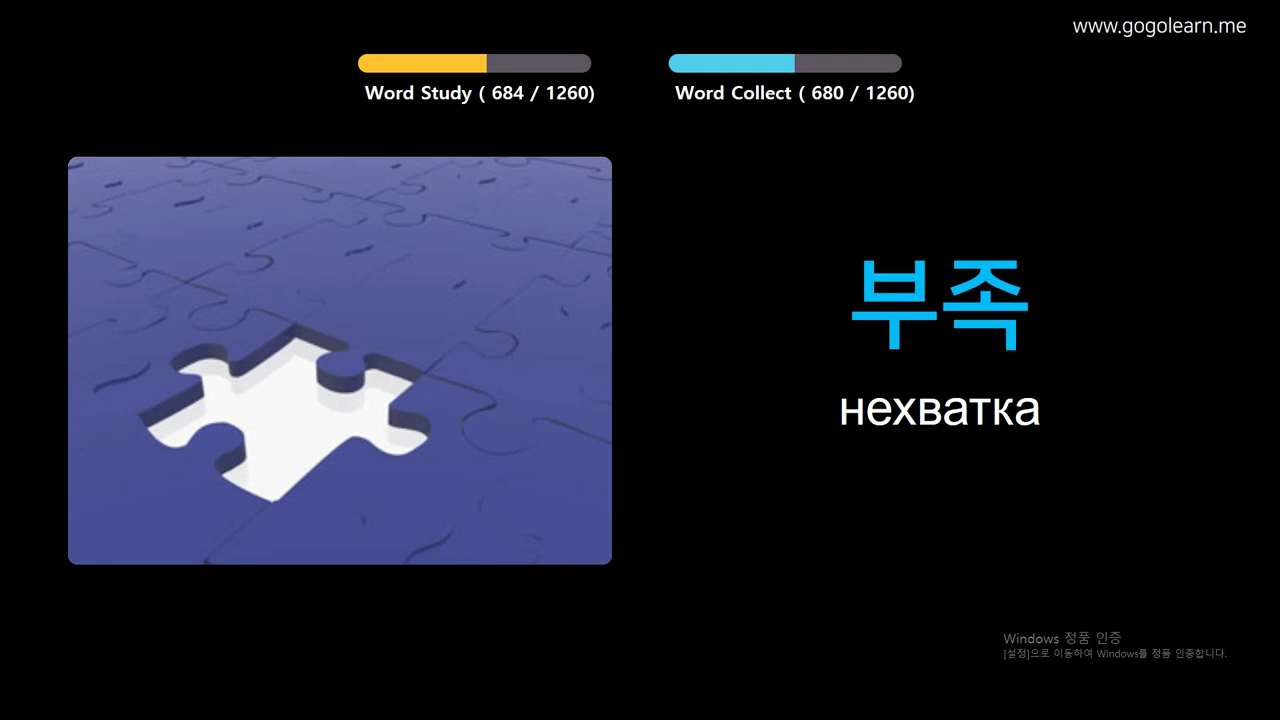 www.gogolearn.me
Word Study ( 684 / 1260)
Word Collect ( 680 / 1260)
부족
нехватка
Windows 정품 인증
[설정]으로 이동하여 Windows를 정품 인증합니다.